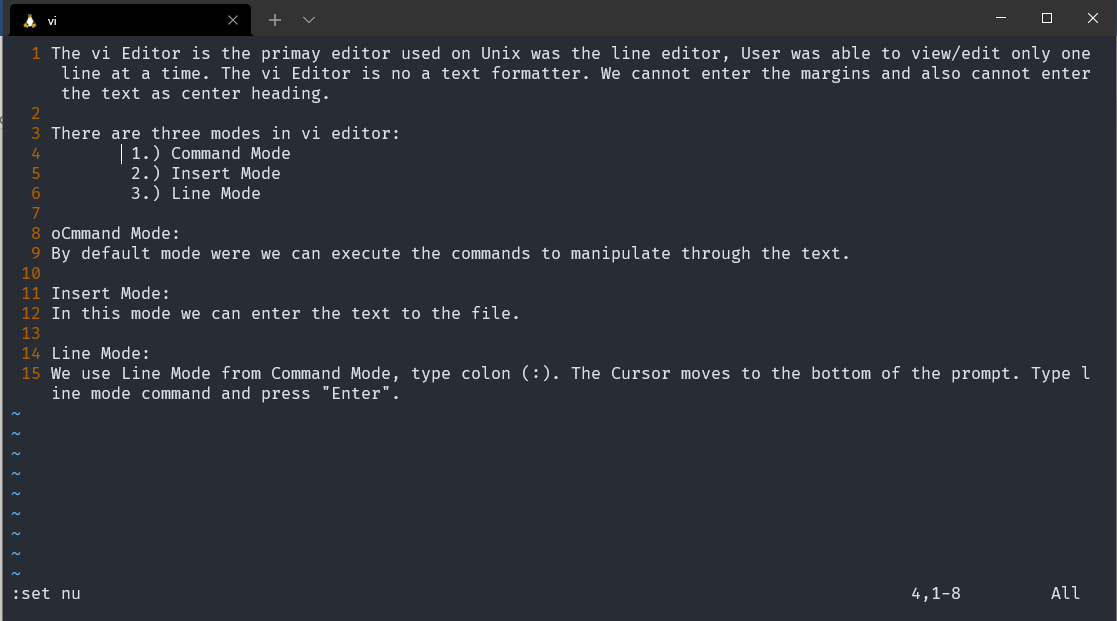 vi
1 The vi Editor is the primay editor used on Unix was the line editor, User was able to view/edit only one
line at a time. The vi Editor is no a text formatter. We cannot enter the margins and also cannot enter
the text as center heading.
2
3 There are three modes in vi editor:
4 1.) Command Mode
5 2.) Insert Mode
6 3.) Line Mode
7
8 oCmmand Mode:
9 By default mode were we can execute the commands to manipulate through the text.
10
11 Insert Mode:
12 In this mode we can enter the text to the file.
13
14 Line Mode:
15 We use Line Mode from Command Mode, type colon (:). The Cursor moves to the bottom of the prompt. Type l
ine mode command and press "Enter".
~
~
~
~
~
~
~
~
~
:set nu 4,1-8 All